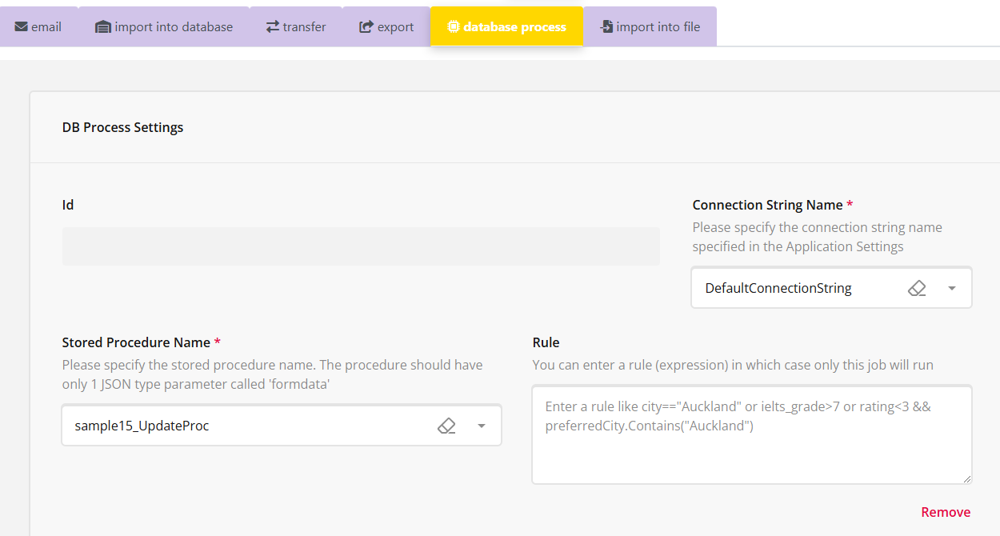 email
import into database
transfer
export
database process
import into file
DB Process Settings
Id
Connection String Name *
Please specify the connection string name
specified in the Application Settings
DefaultConnectionString
Stored Procedure Name *
Please specify the stored procedure name. The procedure should have
only 1 JSON type parameter called 'formdata'
sample15_UpdateProc
Rule
You can enter a rule (expression) in which case only this job will run
Enter a rule like city=="Auckland" or ielts_grade>7 or rating<3 &&
preferredCity.Contains("Auckland")
Remove